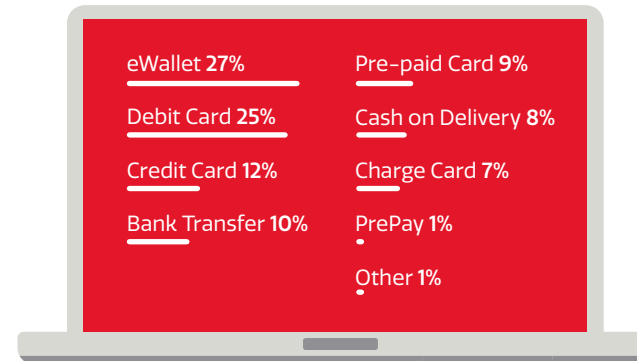 eWallet 27%
Debit Card 25%
Credit Card 12%
Bank Transfer 10%
Pre-paid Card 9%
Cash on Delivery 8%
Charge Card 7%
PrePay 1%
Other 1%